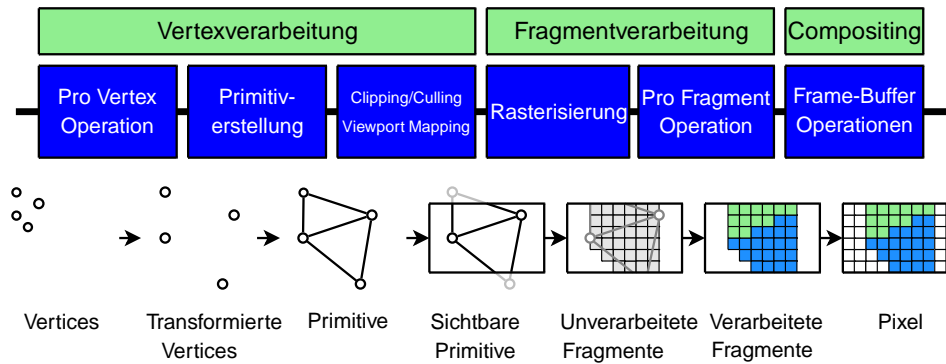 Vertexverarbeitung
Fragmentverarbeitung
Compositing
Pro Vertex
Operation
Primitiv-
erstellung
Clipping/Culling
Viewport Mapping
Rasterisierung
Pro Fragment
Operation
Frame-Buffer
Operationen
Vertices
Transformierte
Vertices
Primitive
Sichtbare
Primitive
Unverarbeitete
Fragmente
Verarbeitete
Fragmente
Pixel